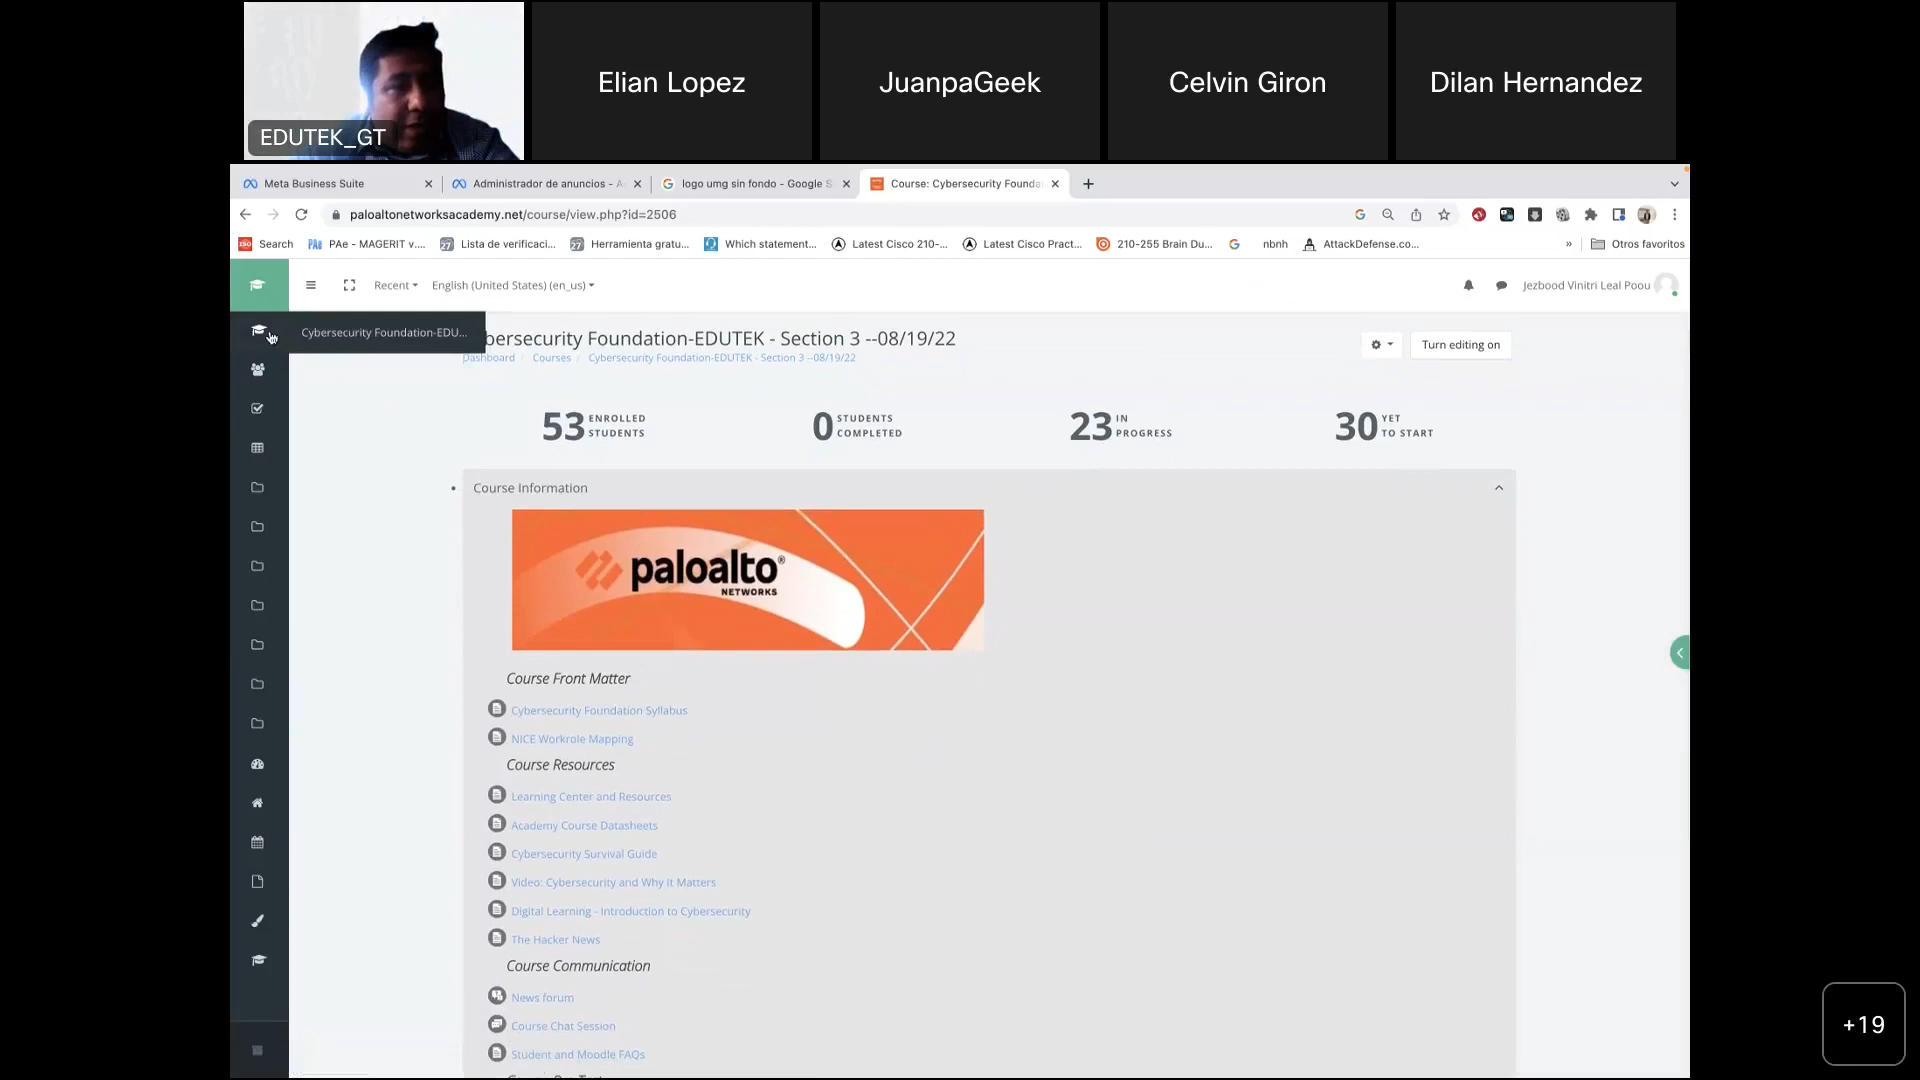 EDUTEK_GT
Elian Lopez
JuanpaGeek
Celvin Giron
Dilan Hernandez
Meta Business Suite
Administrador de anuncios - A
logo umg sin fondo - Google S
Course: Cybersecurity Founda
paloaltonetworksacademy.net/course/view.php?id=2506
Search
PAe - MAGERIT v....
Lista de verificaci...
Herramienta gratu...
Which statement...
Latest Cisco 210-...
Latest Cisco Pract...
210-255 Brain Du...
nbnh
AttackDefense.co...
»
Otros favoritos
Recent
English (United States) (en_us)
Jezbood Vinitri Leal Poou
Cybersecurity Foundation-EDU...
bersecurity Foundation-EDUTEK - Section 3 --08/19/22
Dashboard / Courses / Cybersecurity Foundation-EDUTEK - Section 3 --08/19/22
Turn editing on
53 ENROLLED STUDENTS
0 STUDENTS COMPLETED
23 IN PROGRESS
30 YET TO START
Course Information
paloalto®
NETWORKS
Course Front Matter
Cybersecurity Foundation Syllabus
NICE Workrole Mapping
Course Resources
Learning Center and Resources
Academy Course Datasheets
Cybersecurity Survival Guide
Video: Cybersecurity and Why It Matters
Digital Learning - Introduction to Cybersecurity
The Hacker News
Course Communication
News forum
Course Chat Session
Student and Moodle FAQs
+19